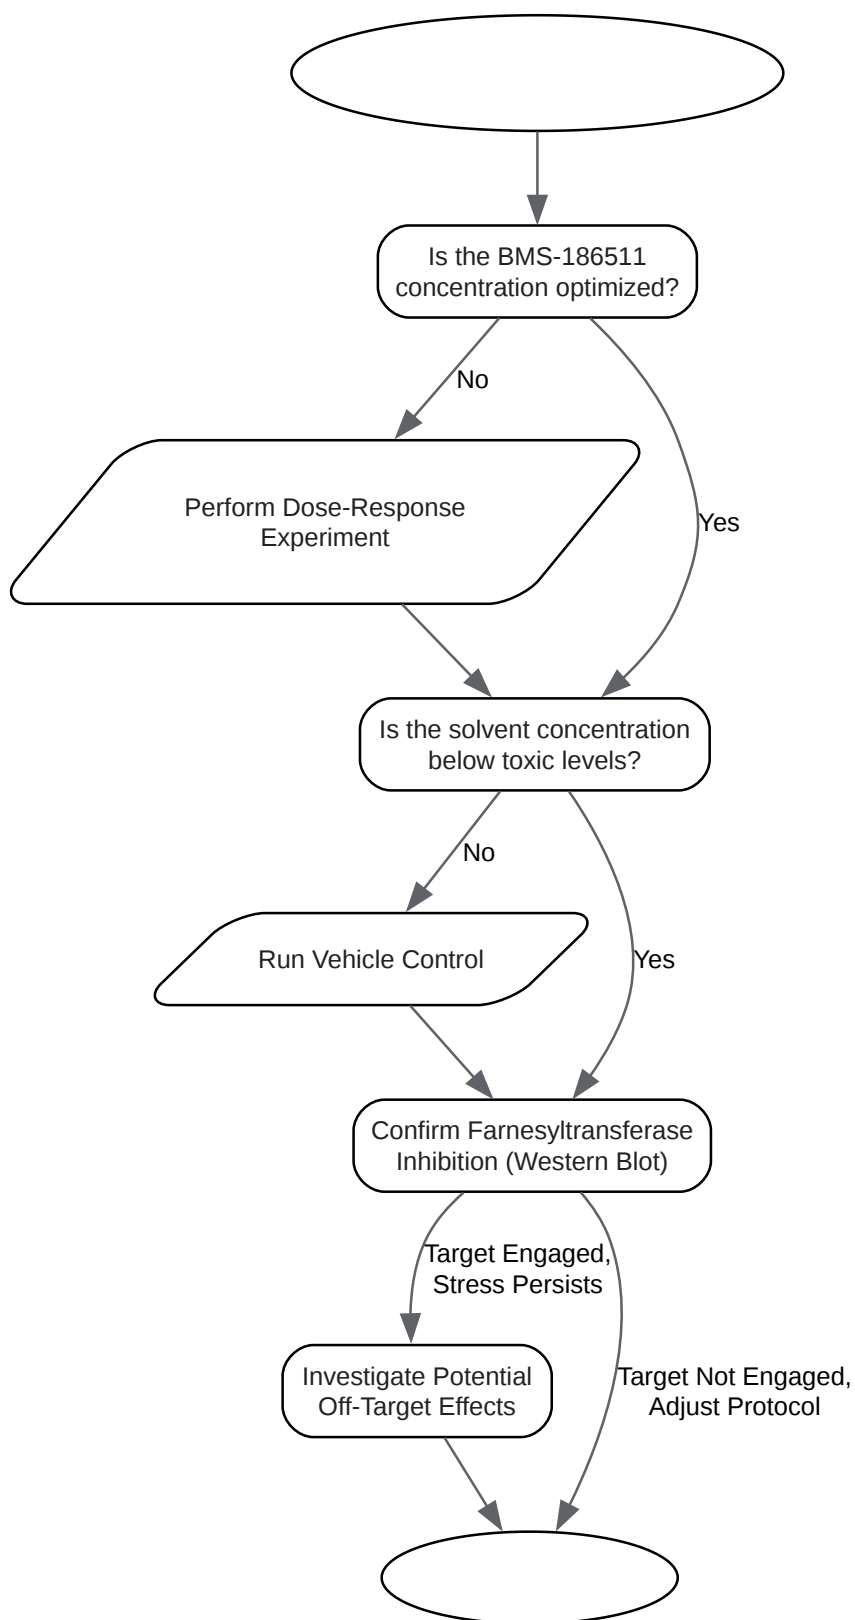 Is the BMS-186511
concentration optimized?
No
Perform Dose-Response
Experiment
Yes
Is the solvent concentration
below toxic levels?
No
Run Vehicle Control
Yes
Confirm Farnesyltransferase
Inhibition (Western Blot)
Target Engaged,
Stress Persists
Investigate Potential
Off-Target Effects
Target Not Engaged,
Adjust Protocol